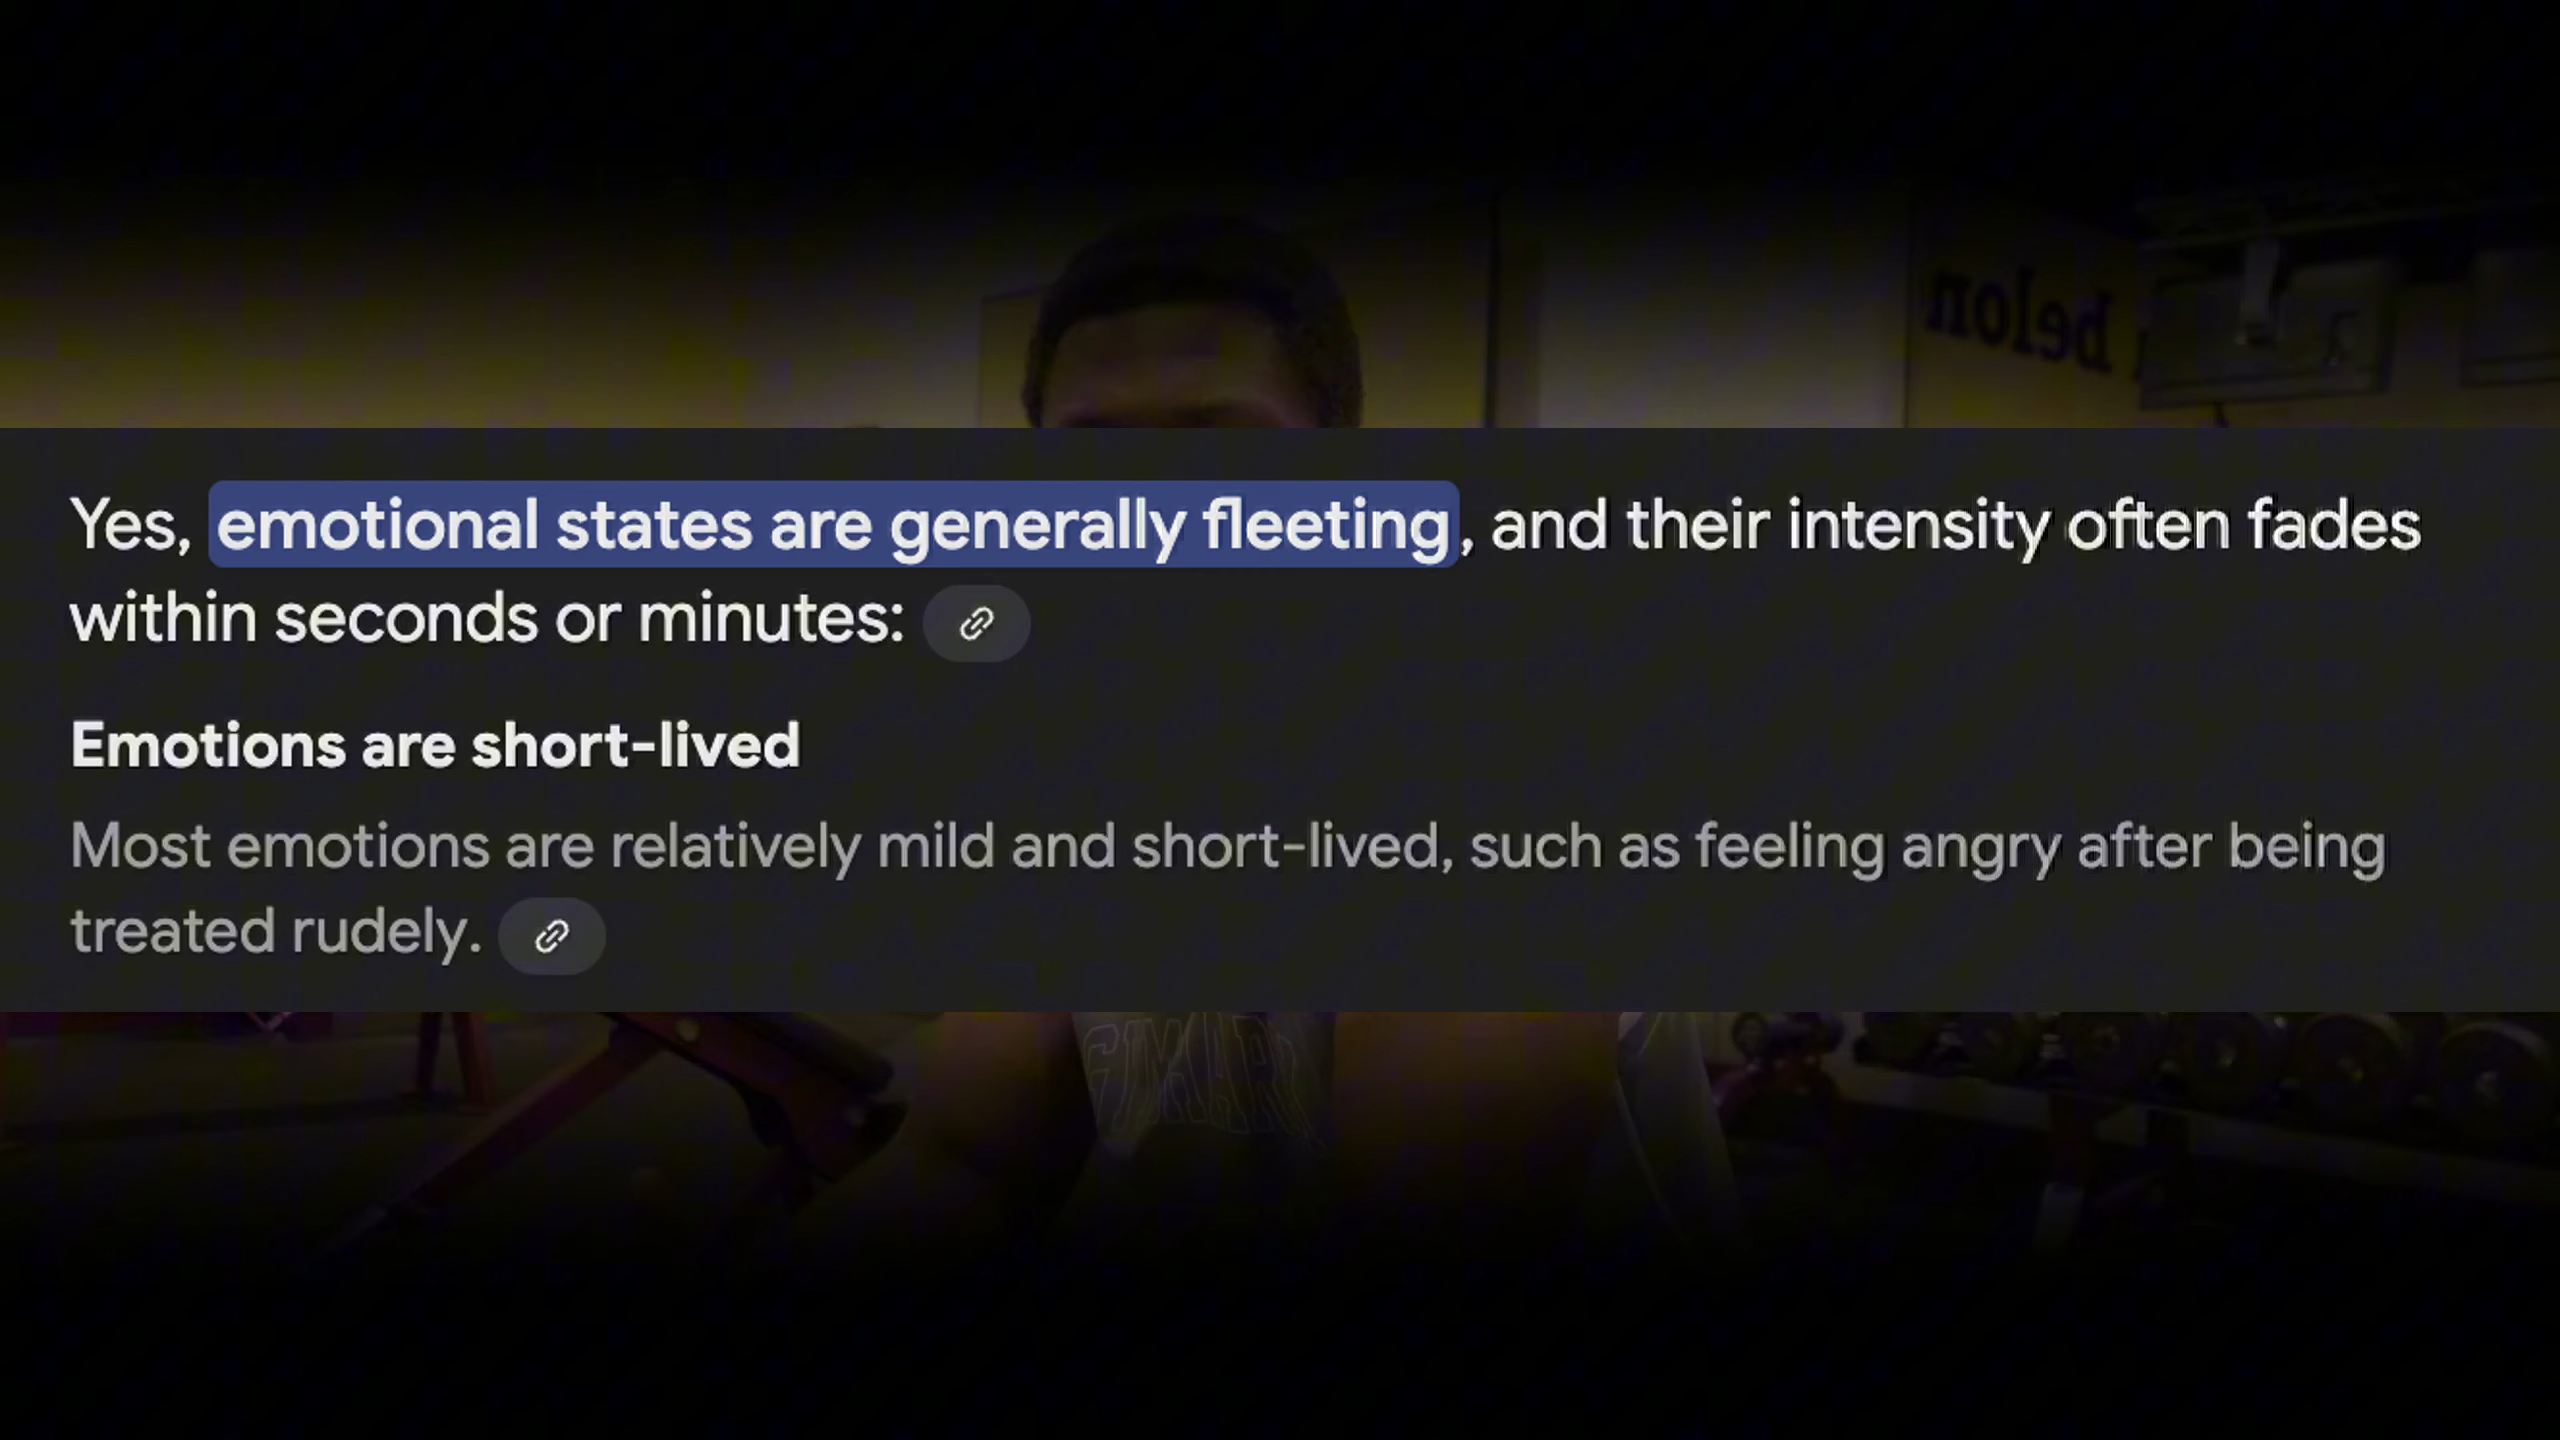 belon
Yes, emotional states are generally fleeting, and their intensity often fades
within seconds or minutes:
Emotions are short-lived
Most emotions are relatively mild and short-lived, such as feeling angry after being
treated rudely.